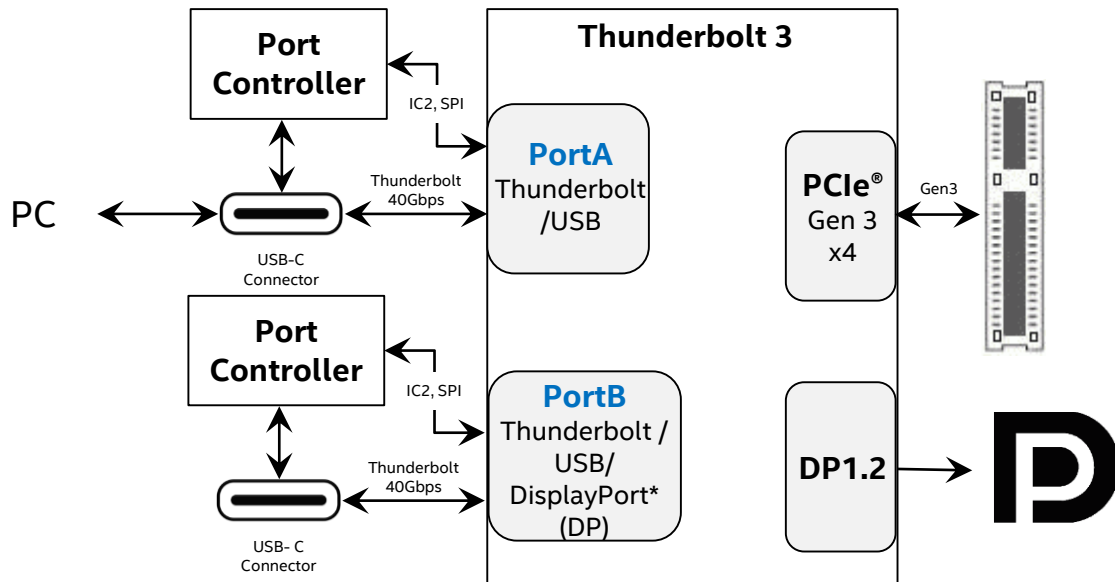 Thunderbolt 3
Port
Controller
IC2, SPI
PortA
Thunderbolt
/USB
Thunderbolt
40Gbps
PC
USB-C
Connector
PCIe®
Gen 3
x4
Gen3
Port
Controller
IC2, SPI
PortB
Thunderbolt /
USB/
DisplayPort*
(DP)
Thunderbolt
40Gbps
USB- C
Connector
DP1.2